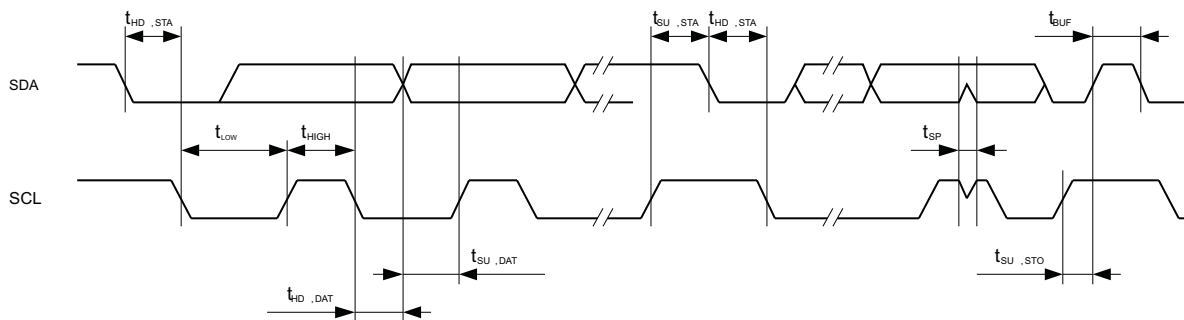 tHD ,STA
tSU ,STA
tHD ,STA
tBUF
SDA
tLOW
tHIGH
tSP
SCL
tSU ,DAT
tSU ,STO
tHD ,DAT